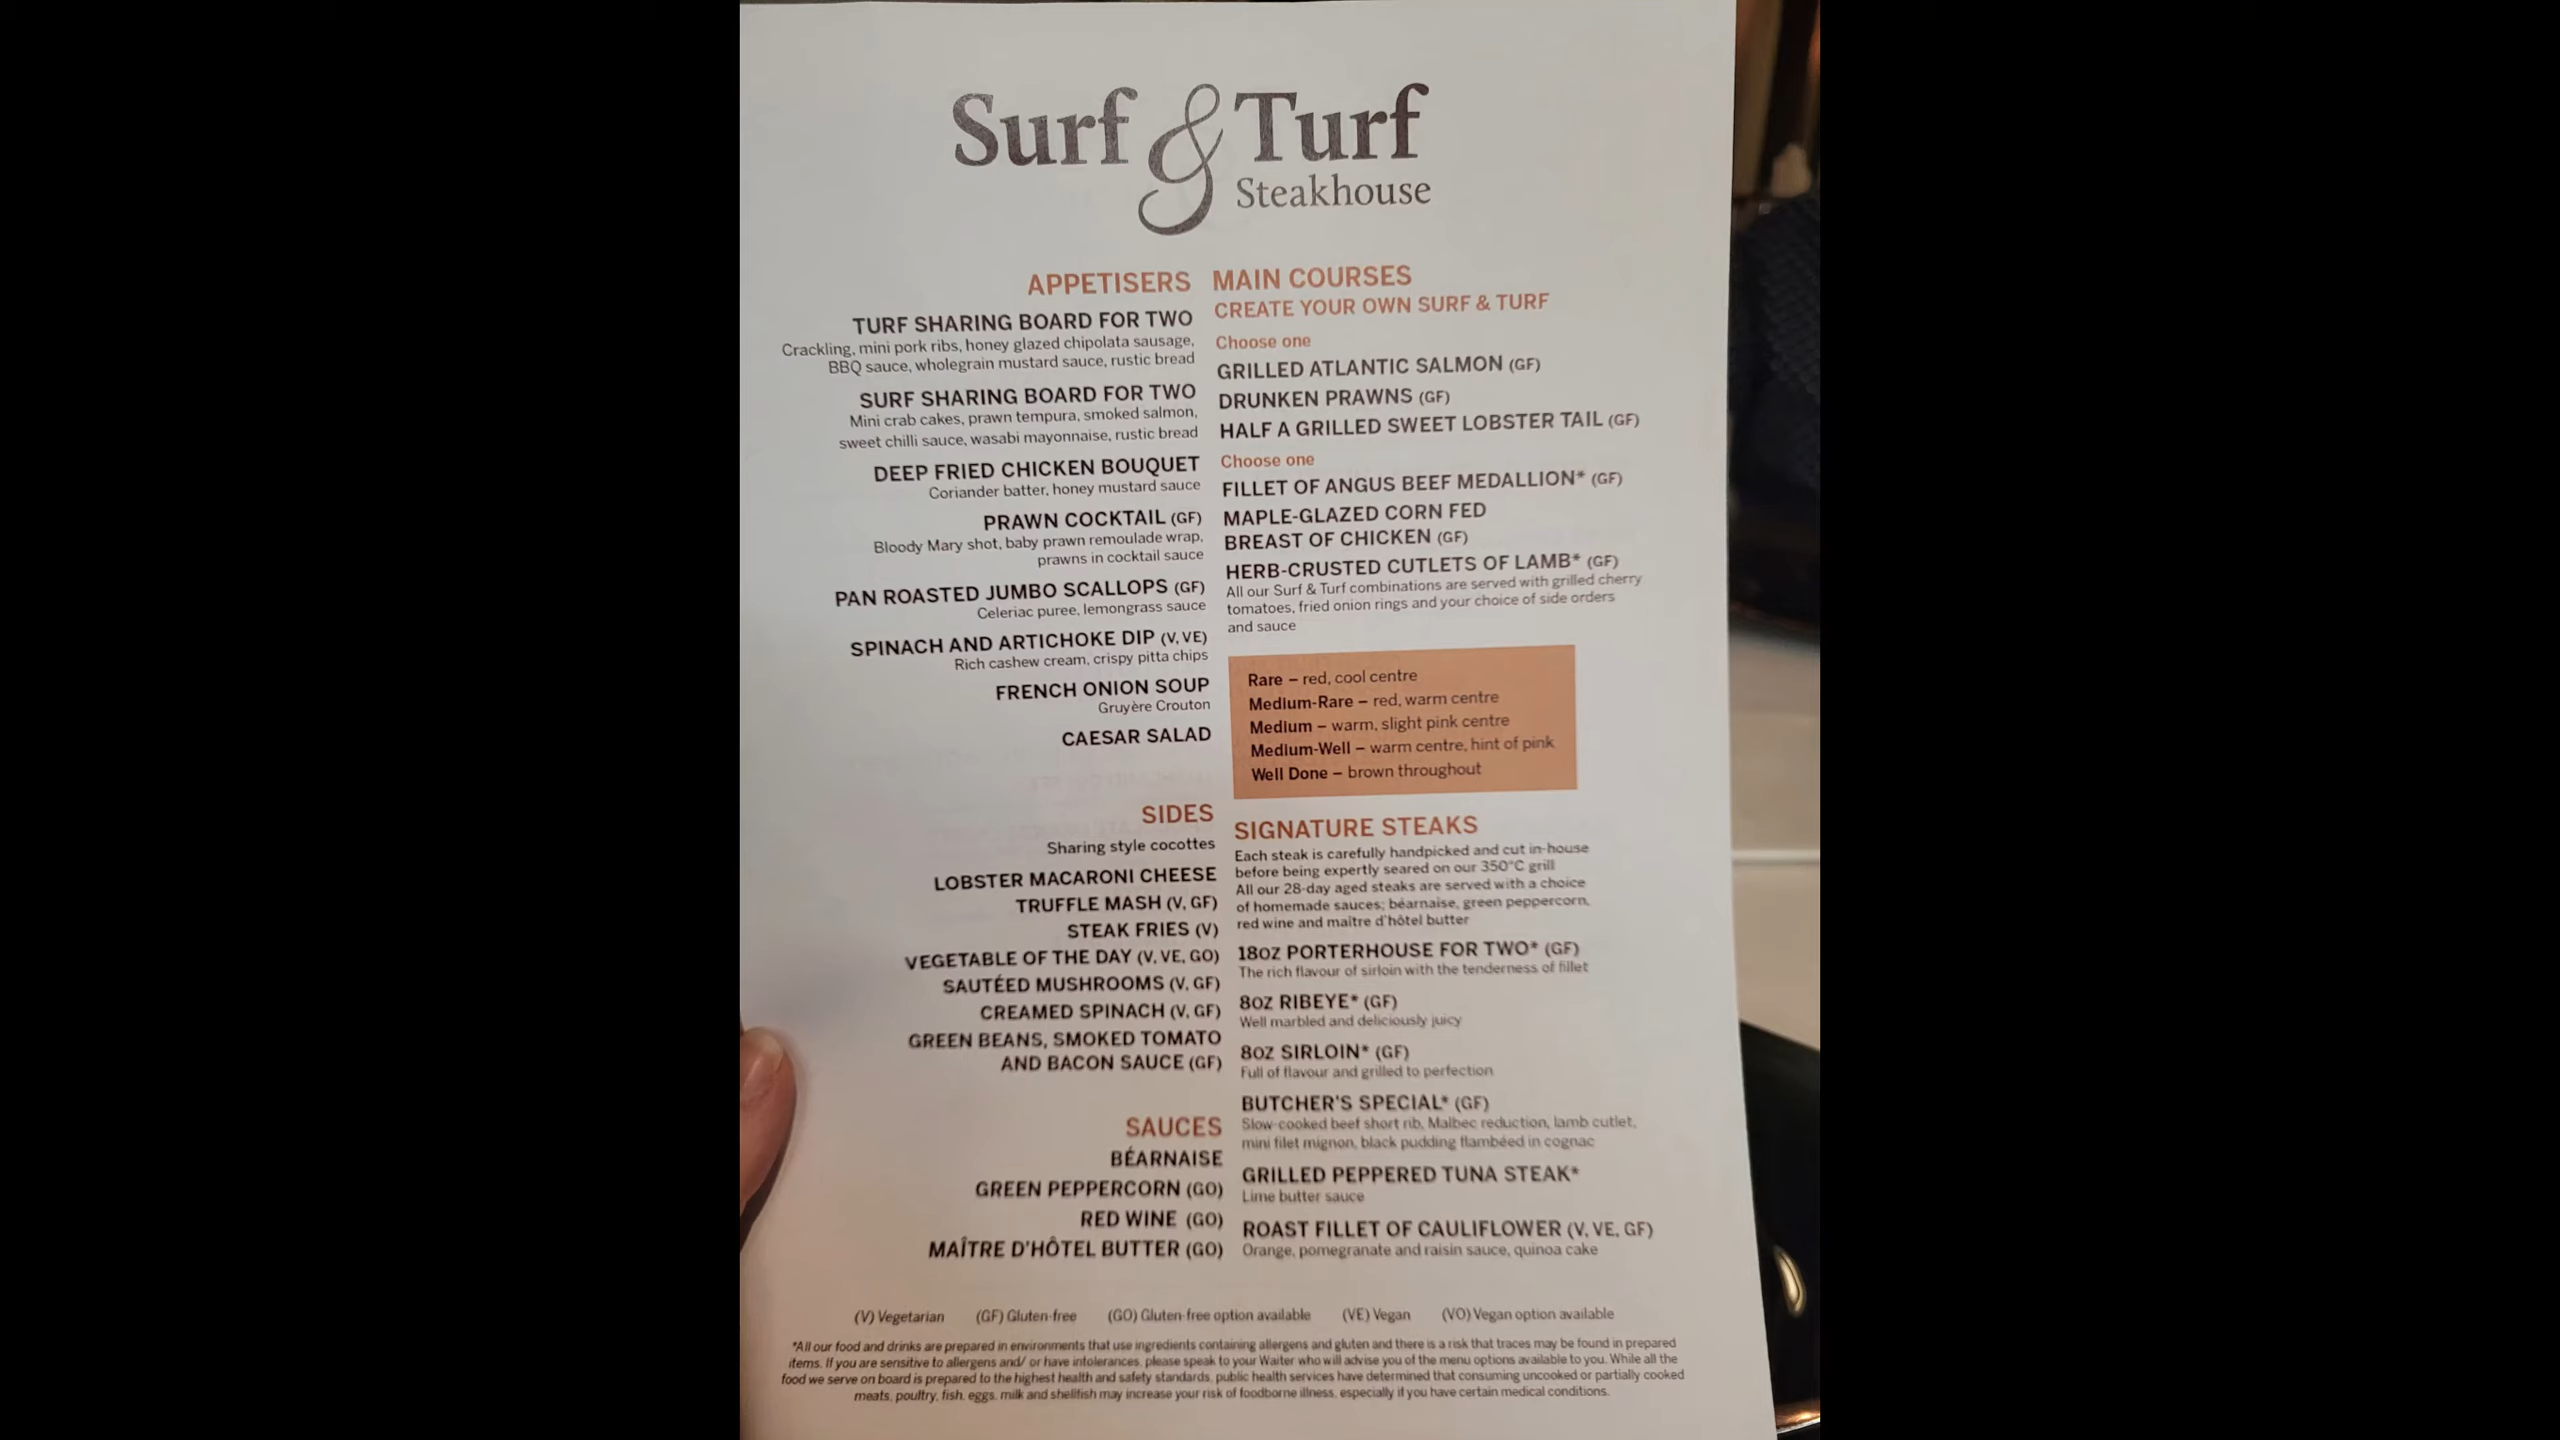 Surf & Turf
Steakhouse
APPETISERS
TURF SHARING BOARD FOR TWO
Crackling, mini pork ribs, honey glazed chipolata sausage,
BBQ sauce, wholegrain mustard sauce, rustic bread
SURF SHARING BOARD FOR TWO
Mini crab cakes, prawn tempura, smoked salmon,
sweet chilli sauce, wasabi mayonnaise, rustic bread
DEEP FRIED CHICKEN BOUQUET
Coriander batter, honey mustard sauce
PRAWN COCKTAIL (GF)
Bloody Mary shot, baby prawn remoulade wrap,
prawns in cocktail sauce
PAN ROASTED JUMBO SCALLOPS (GF)
Celeriac puree, lemongrass sauce
SPINACH AND ARTICHOKE DIP (V, VE)
Rich cashew cream, crispy pitta chips
FRENCH ONION SOUP
Gruyère Crouton
CAESAR SALAD
SIDES
Sharing style cocottes
LOBSTER MACARONI CHEESE
TRUFFLE MASH (V, GF)
STEAK FRIES (V)
VEGETABLE OF THE DAY (V, VE, GO)
SAUTÉED MUSHROOMS (V, GF)
CREAMED SPINACH (V, GF)
GREEN BEANS, SMOKED TOMATO
AND BACON SAUCE (GF)
SAUCES
BÉARNAISE
GREEN PEPPERCORN (GO)
RED WINE (GO)
MAÎTRE D'HÔTEL BUTTER (GO)
MAIN COURSES
CREATE YOUR OWN SURF & TURF
Choose one
GRILLED ATLANTIC SALMON (GF)
DRUNKEN PRAWNS (GF)
HALF A GRILLED SWEET LOBSTER TAIL (GF)
Choose one
FILLET OF ANGUS BEEF MEDALLION* (GF)
MAPLE-GLAZED CORN FED
BREAST OF CHICKEN (GF)
HERB-CRUSTED CUTLETS OF LAMB* (GF)
All our Surf & Turf combinations are served with grilled cherry
tomatoes, fried onion rings and your choice of side orders
and sauce
Rare – red, cool centre
Medium-Rare – red, warm centre
Medium – warm, slight pink centre
Medium-Well – warm centre, hint of pink
Well Done – brown throughout
SIGNATURE STEAKS
Each steak is carefully handpicked and cut in-house
before being expertly seared on our 350°C grill
All our 28-day aged steaks are served with a choice
of homemade sauces; béarnaise, green peppercorn,
red wine and maître d'hôtel butter
18OZ PORTERHOUSE FOR TWO* (GF)
The rich flavour of sirloin with the tenderness of fillet
8OZ RIBEYE* (GF)
Well marbled and deliciously juicy
8OZ SIRLOIN* (GF)
Full of flavour and grilled to perfection
BUTCHER'S SPECIAL* (GF)
Slow-cooked beef short rib, Malbec reduction, lamb cutlet,
mini filet mignon, black pudding flambéed in cognac
GRILLED PEPPERED TUNA STEAK*
Lime butter sauce
ROAST FILLET OF CAULIFLOWER (V, VE, GF)
Orange, pomegranate and raisin sauce, quinoa cake
(V) Vegetarian (GF) Gluten-free (GO) Gluten-free option available (VE) Vegan (VO) Vegan option available
*All our food and drinks are prepared in environments that use ingredients containing allergens and gluten and there is a risk that traces may be found in prepared
items. If you are sensitive to allergens and/ or have intolerances, please speak to your Waiter who will advise you of the menu options available to you. While all the
food we serve on board is prepared to the highest health and safety standards, public health services have determined that consuming uncooked or partially cooked
meats, poultry, fish, eggs, milk and shellfish may increase your risk of foodborne illness, especially if you have certain medical conditions.